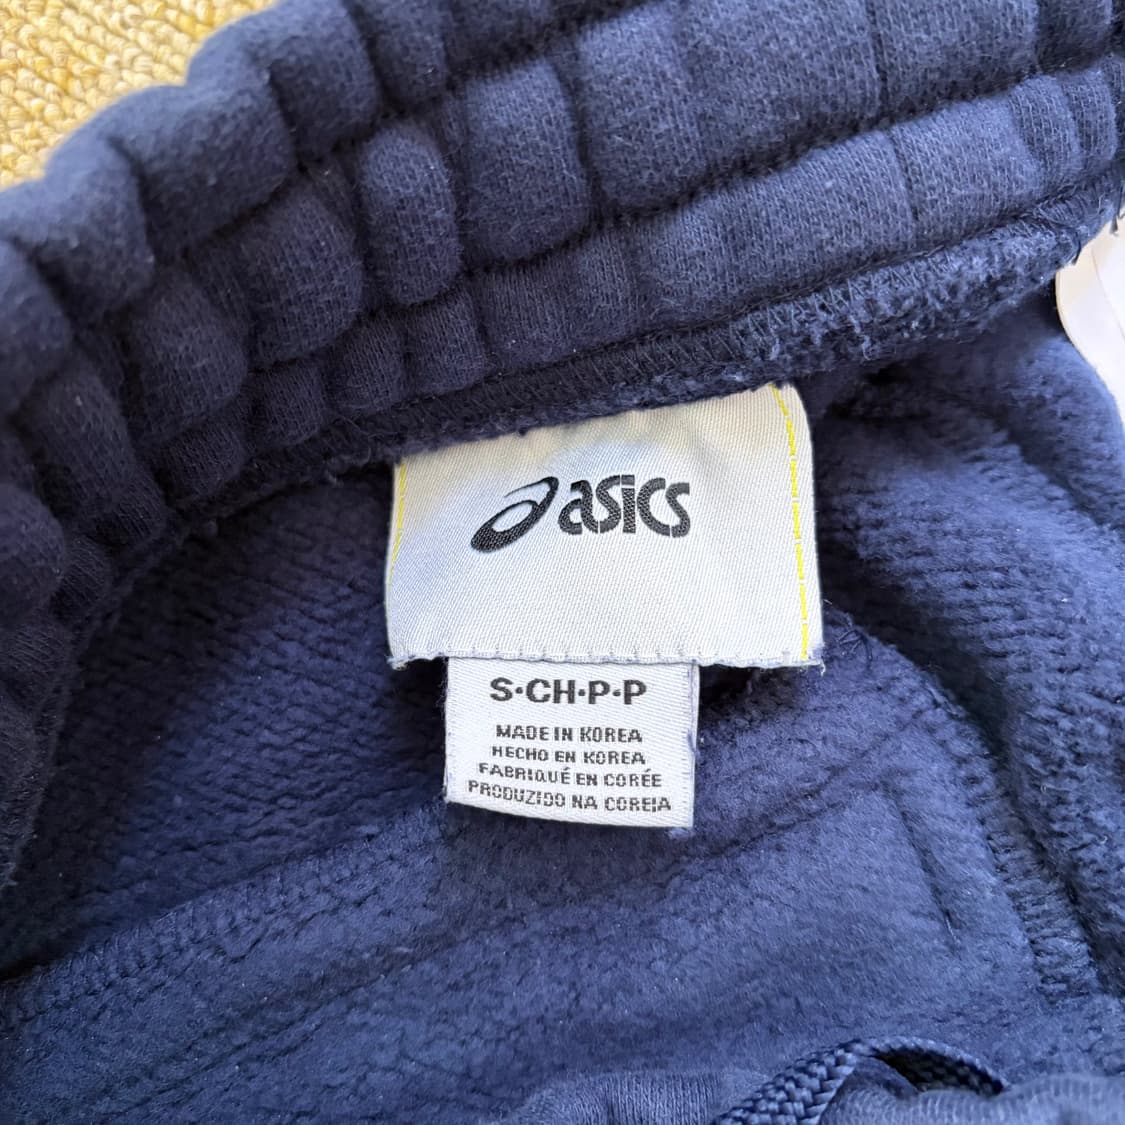 asics
S·CH·P·P
MADE IN KOREA
HECHO EN KOREA
FABRIQUÉ EN CORÉE
PRODUZIDO NA COREIA